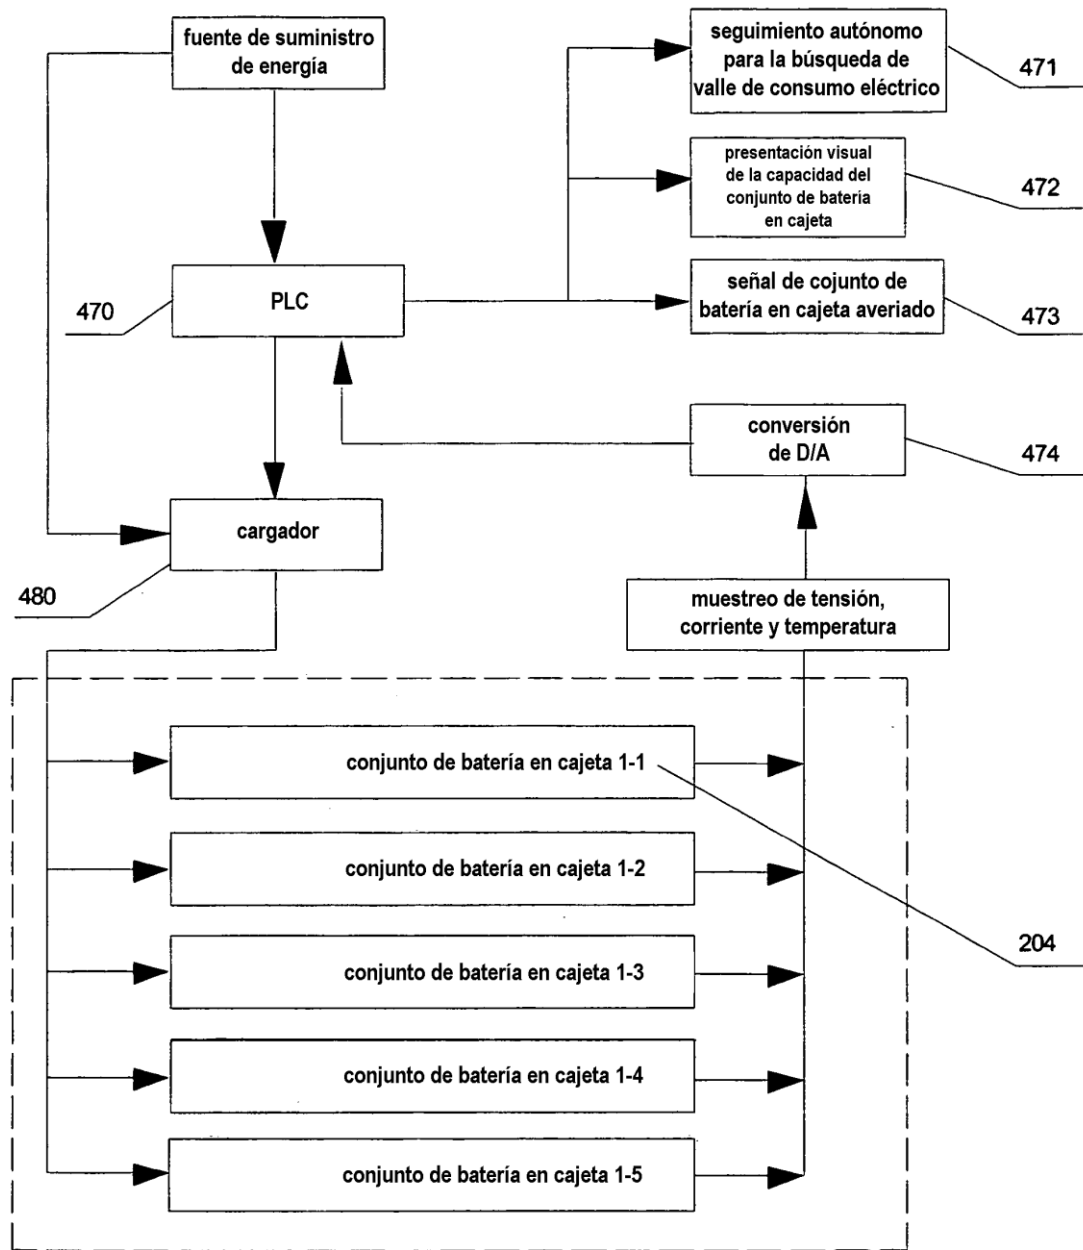 fuente de suministro
de energía
seguimiento autónomo
para la búsqueda de
valle de consumo eléctrico
471
presentación visual
de la capacidad del
conjunto de batería
en cajeta
472
PLC
470
señal de cojunto de
batería en cajeta averiado
473
conversión
de D/A
474
cargador
480
muestreo de tensión,
corriente y temperatura
conjunto de batería en cajeta 1-1
conjunto de batería en cajeta 1-2
204
conjunto de batería en cajeta 1-3
conjunto de batería en cajeta 1-4
conjunto de batería en cajeta 1-5